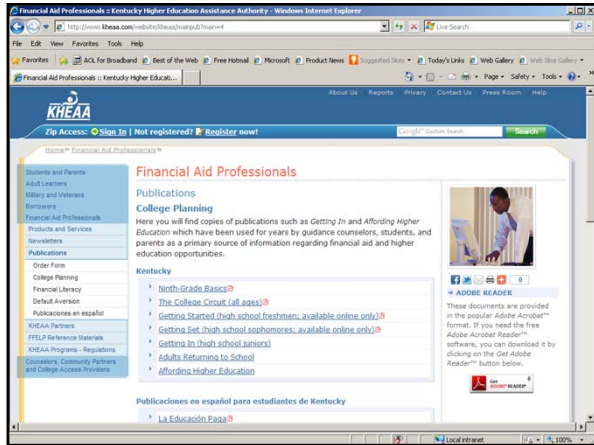 Financial Aid Professionals :: Kentucky Higher Education Assistance Authority - Windows Internet Explorer
http://www.kheaa.com/website/kheaa/mainpub?main=4
Live Search
File Edit View Favorites Tools Help
Favorites AOL for Broadband Best of the Web Free Hotmail Microsoft Product News Suggested Sites Today's Links Web Gallery Web Slice Gallery
Financial Aid Professionals :: Kentucky Higher Educati...
Page Safety Tools
About Us Reports Privacy Contact Us Press Room Help
KHEAA
Zip Access: Sign In | Not registered? Register now!
Google™ Custom Search Search
Home Financial Aid Professionals
Students and Parents
Adult Learners
Military and Veterans
Borrowers
Financial Aid Professionals
Products and Services
Newsletters
Publications
Order Form
College Planning
Financial Literacy
Default Aversion
Publicaciones en español
KHEAA Partners
FFELP Reference Materials
KHEAA Programs - Regulations
Counselors, Community Partners
and College Access Providers
Financial Aid Professionals
Publications
College Planning
Here you will find copies of publications such as Getting In and Affording Higher
Education which have been used for years by guidance counselors, students, and
parents as a primary source of information regarding financial aid and higher
education opportunities.
Kentucky
Ninth-Grade Basics
The College Circuit (all ages)
Getting Started (high school freshmen; available online only)
Getting Set (high school sophomores; available online only)
Getting In (high school juniors)
Adults Returning to School
Affording Higher Education
Publicaciones en español para estudiantes de Kentucky
La Educación Paga
0
ADOBE READER
These documents are provided
in the popular Adobe Acrobat™
format. If you need the free
Adobe Acrobat Reader™
software, you can download it by
clicking on the Get Adobe
Reader™ button below.
Get
ADOBE® READER®
Local intranet
100%